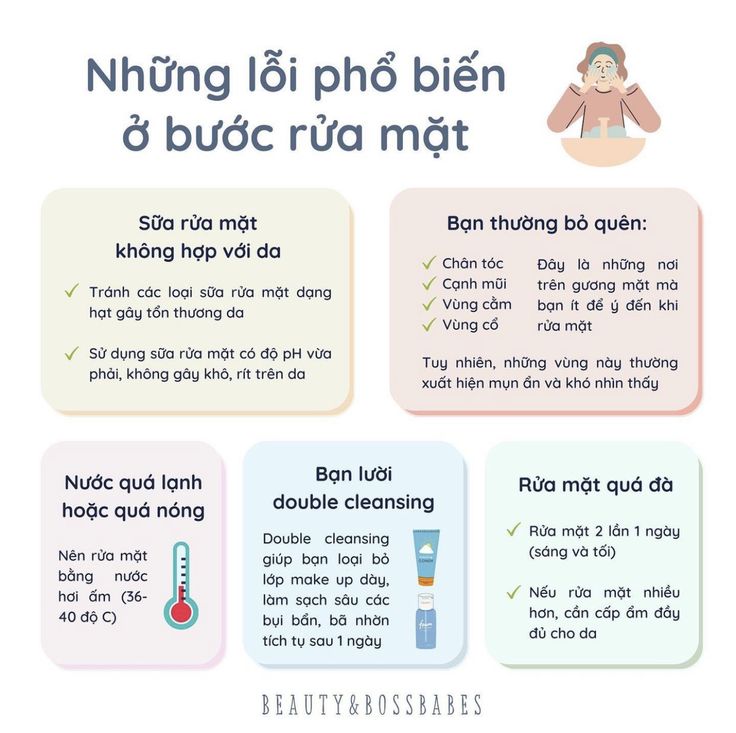 Những lỗi phổ biến
ở bước rửa mặt
Sữa rửa mặt
không hợp với da
Tránh các loại sữa rửa mặt dạng
hạt gây tổn thương da
Sử dụng sữa rửa mặt có độ pH vừa
phải, không gây khô, rít trên da
Bạn thường bỏ quên:
Chân tóc
Cạnh mũi
Vùng cằm
Vùng cổ
Đây là những nơi
trên gương mặt mà
bạn ít để ý đến khi
rửa mặt
Tuy nhiên, những vùng này thường
xuất hiện mụn ẩn và khó nhìn thấy
Nước quá lạnh
hoặc quá nóng
Nên rửa mặt
bằng nước
hơi ấm (36-
40 độ C)
Bạn lười
double cleansing
Double cleansing
giúp bạn loại bỏ
lớp make up dày,
làm sạch sâu các
bụi bẩn, bã nhờn
tích tụ sau 1 ngày
Rửa mặt quá đà
Rửa mặt 2 lần 1 ngày
(sáng và tối)
Nếu rửa mặt nhiều
hơn, cần cấp ẩm đầy
đủ cho da
BEAUTY&BOSSBABES